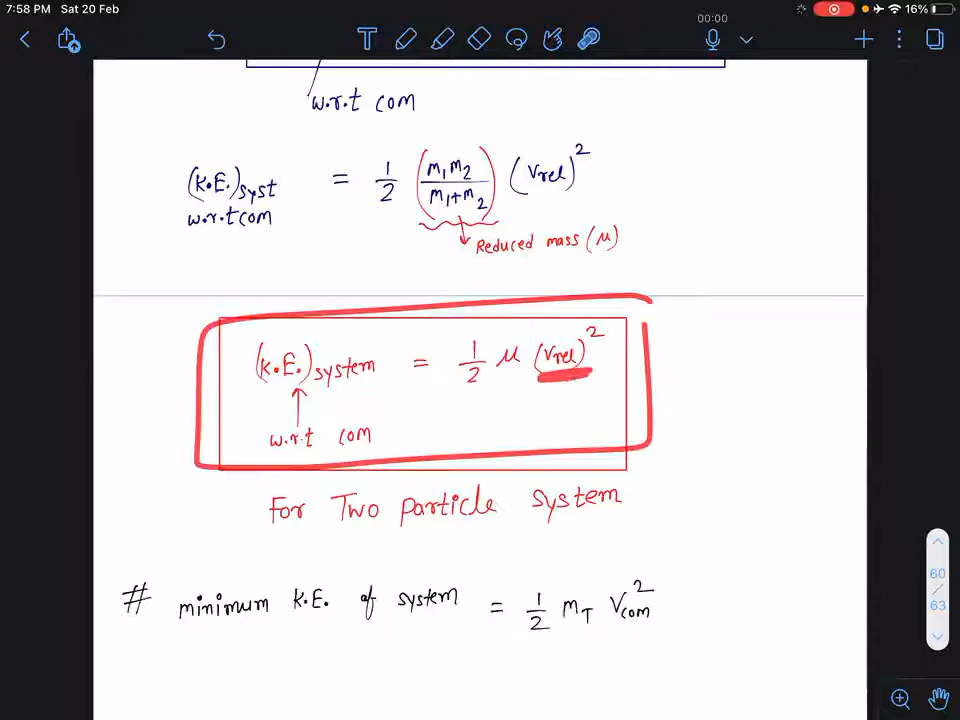 7:58 PM Sat 20 Feb 16%
00:00
w.r.t com
(K.E.)syst = 1/2 (m1m2/m1+m2) (vrel)^2
w.r.t com
Reduced mass (μ)
(K.E.)system = 1/2 μ (vrel)^2
w.r.t com
For Two particle system
# minimum K.E. of system = 1/2 mT Vcom^2
60
/
63